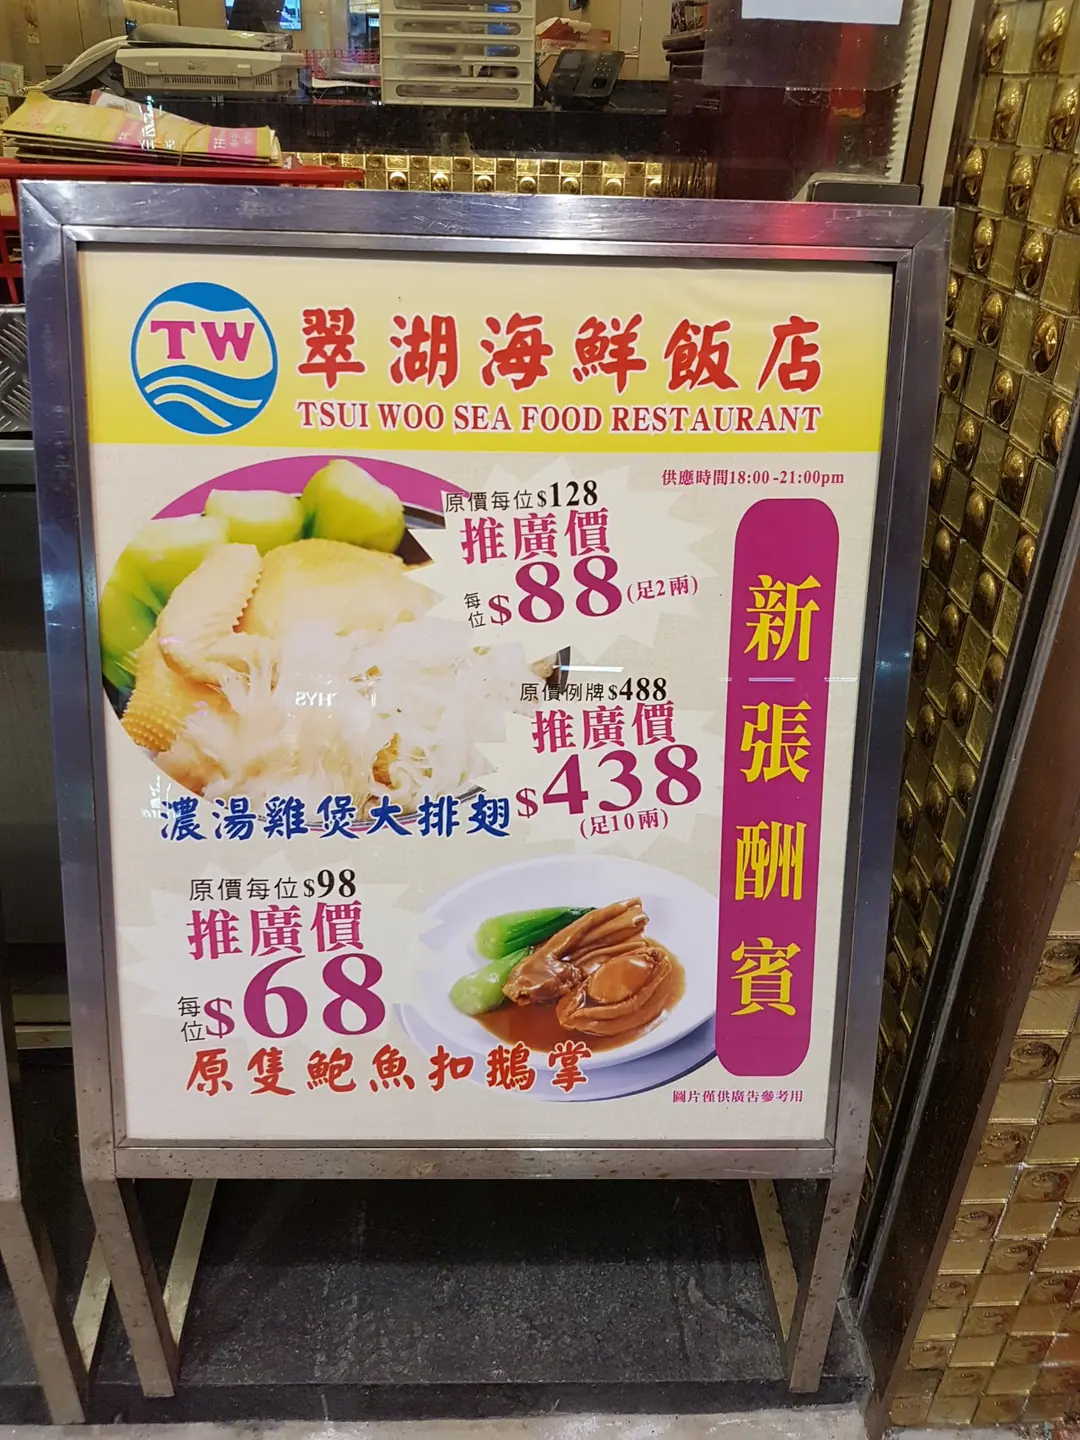 TW
翠湖海鮮飯店
TSUI WOO SEA FOOD RESTAURANT
供應時間18:00-21:00pm
原價每位$128
推廣價
每位$88(足2兩)
原價例牌$488
推廣價
$438
(足10兩)
濃湯雞煲大排翅
新張酬賓
原價每位$98
推廣價
每位$68
原隻鮑魚扣鵝掌
圖片僅供廣告參考用